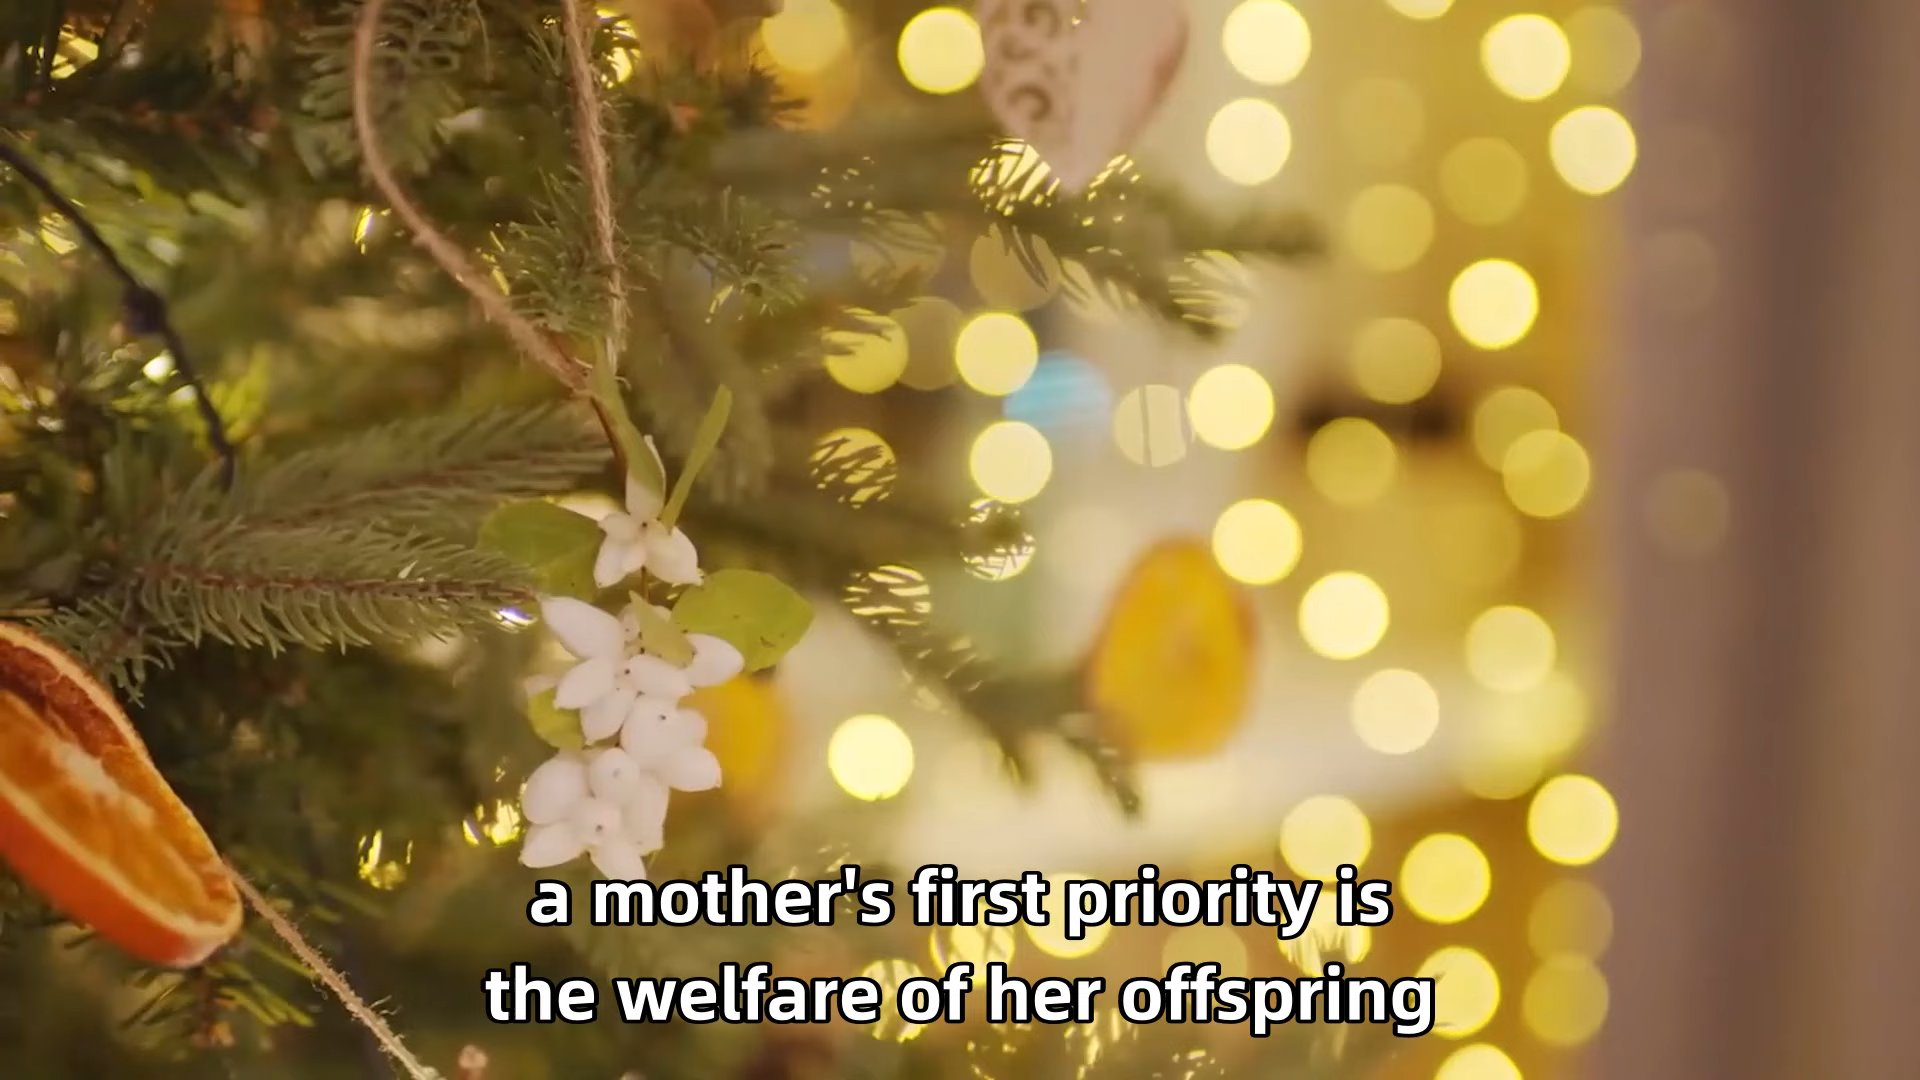 a mother's first priority is
the welfare of her offspring